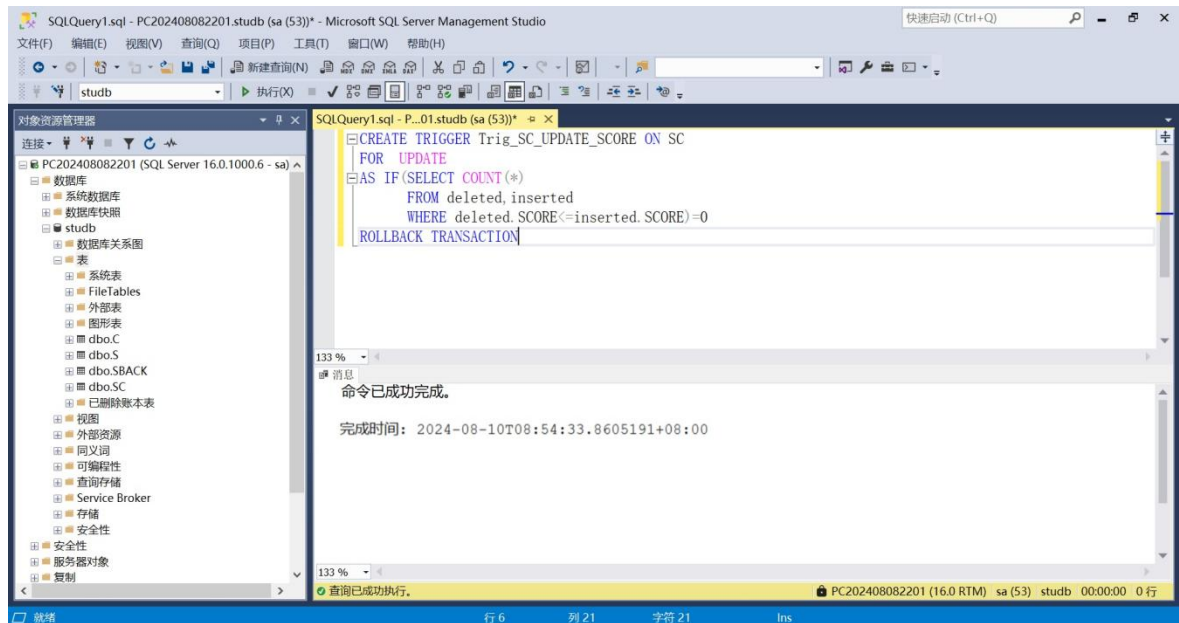 SQLQuery1.sql - PC202408082201.studb (sa (53))* - Microsoft SQL Server Management Studio
快速启动 (Ctrl+Q)
文件(F) 编辑(E) 视图(V) 查询(Q) 项目(P) 工具(T) 窗口(W) 帮助(H)
新建查询(N)
MDX DMX XMLA DAX
studb
执行(X)
对象资源管理器
SQLQuery1.sql - P...01.studb (sa (53))*
连接
PC202408082201 (SQL Server 16.0.1000.6 - sa)
数据库
系统数据库
数据库快照
studb
数据库关系图
表
系统表
FileTables
外部表
图形表
dbo.C
dbo.S
dbo.SBACK
dbo.SC
已删除账本表
视图
外部资源
同义词
可编程性
查询存储
Service Broker
存储
安全性
安全性
服务器对象
复制
CREATE TRIGGER Trig_SC_UPDATE_SCORE ON SC
FOR UPDATE
AS IF(SELECT COUNT(*)
FROM deleted,inserted
WHERE deleted.SCORE<=inserted.SCORE)=0
ROLLBACK TRANSACTION
133 %
消息
命令已成功完成。
完成时间: 2024-08-10T08:54:33.8605191+08:00
133 %
查询已成功执行。
PC202408082201 (16.0 RTM) sa (53) studb 00:00:00 0 行
就绪
行 6 列 21 字符 21 Ins